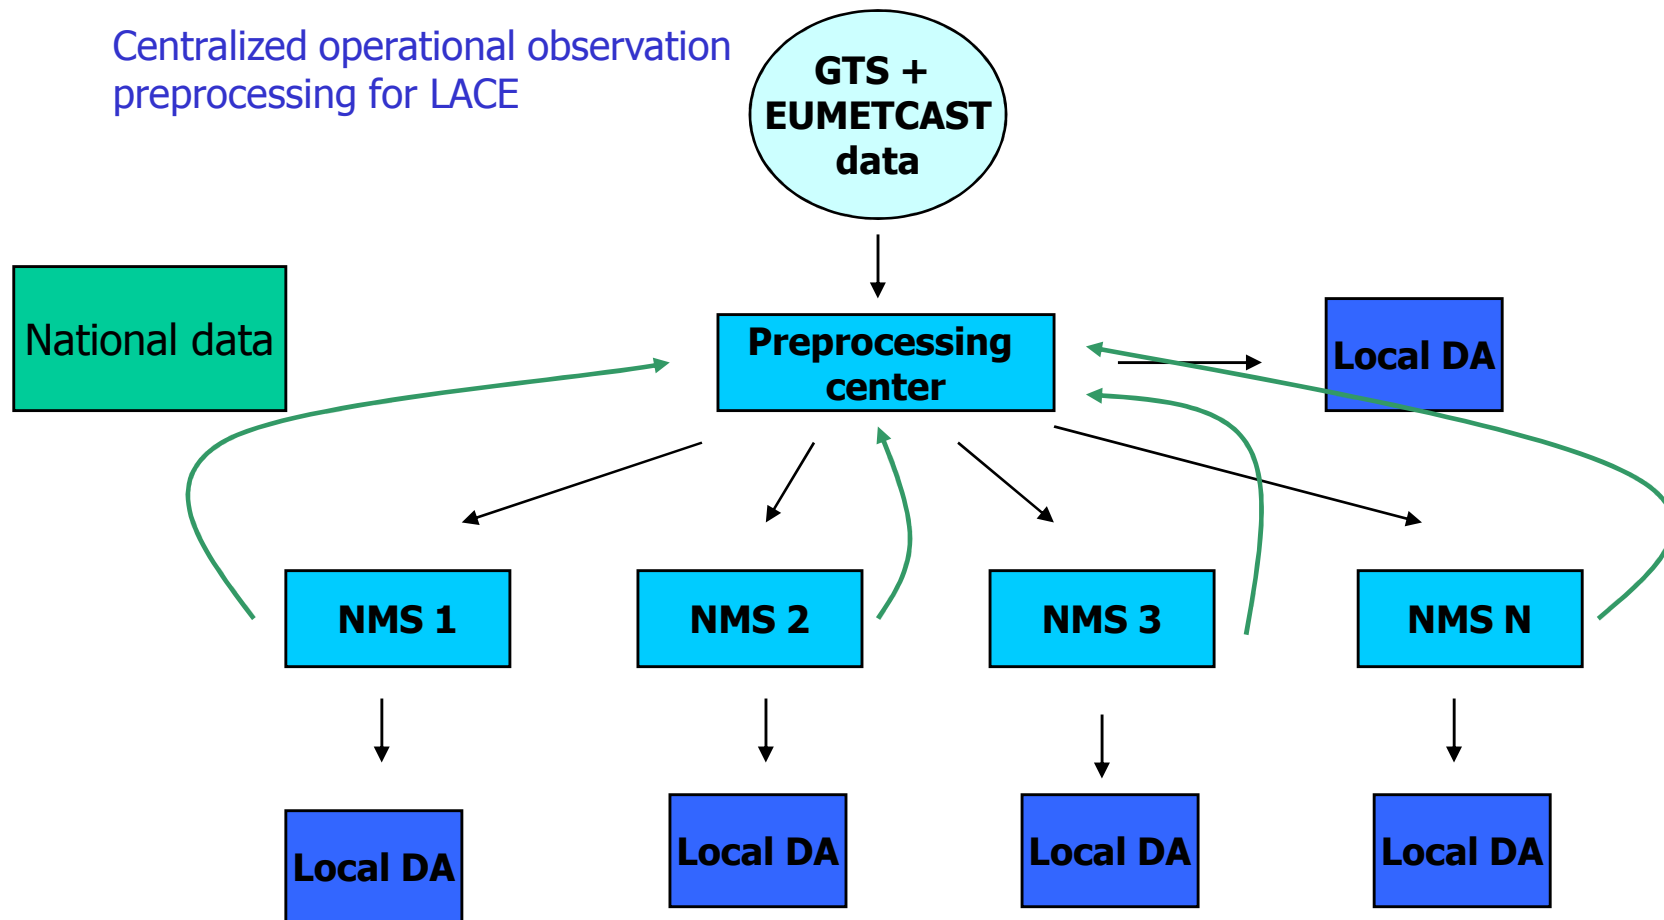 Centralized operational observation
preprocessing for LACE
GTS +
EUMETCAST
data
National data
Preprocessing
center
Local DA
NMS 1
NMS 2
NMS 3
NMS N
Local DA
Local DA
Local DA
Local DA